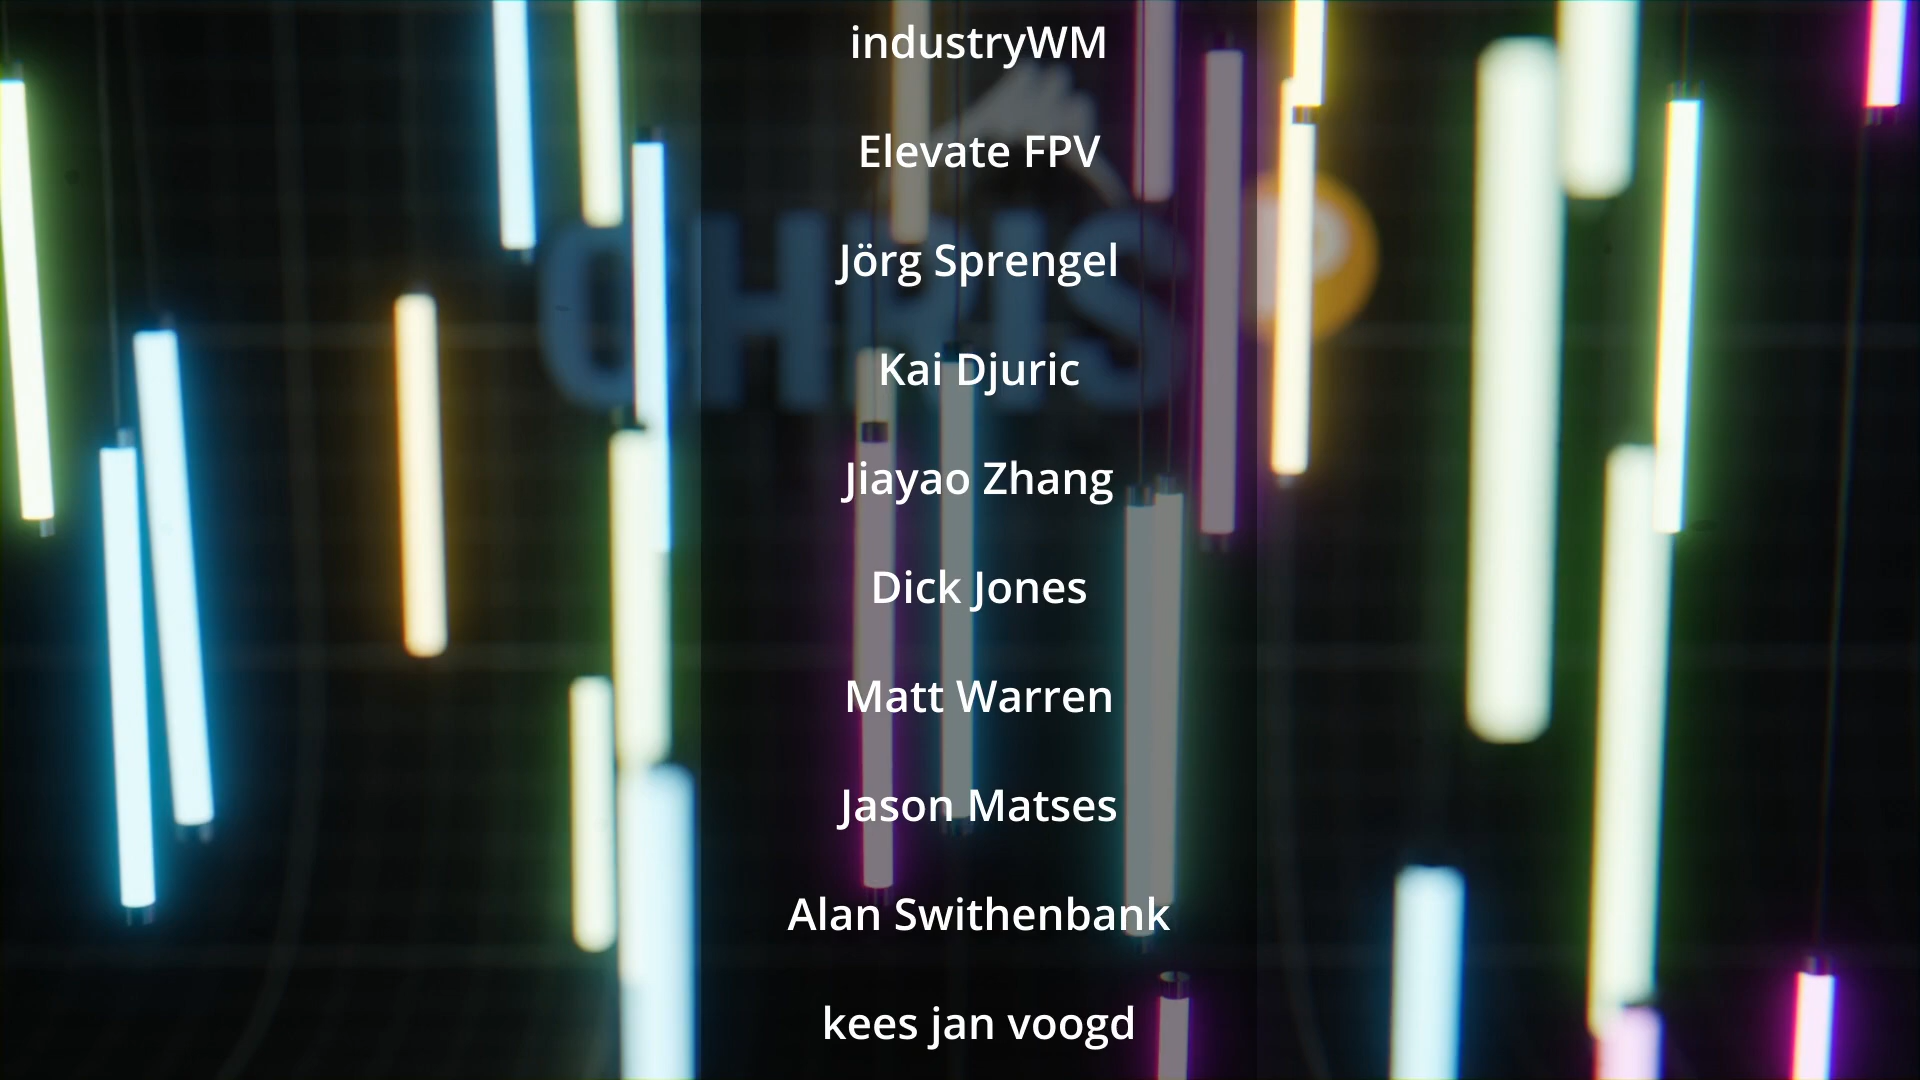 industryWM
Elevate FPV
CHRIS
Jörg Sprengel
Kai Djuric
Jiayao Zhang
Dick Jones
Matt Warren
Jason Matses
Alan Swithenbank
kees jan voogd